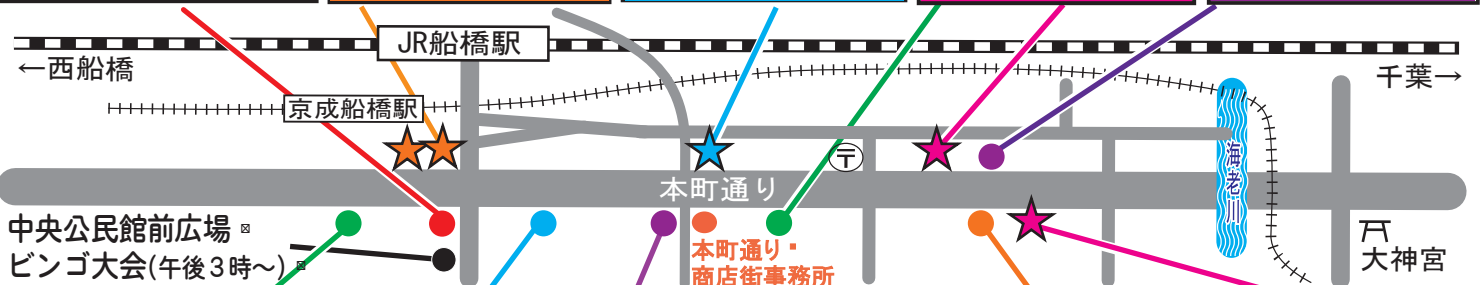 JR船橋駅
←西船橋
千葉→
京成船橋駅
〒
本町通り
海老川
中央公民館前広場
ビンゴ大会(午後3時〜)
本町通り
商店街事務所
大神宮